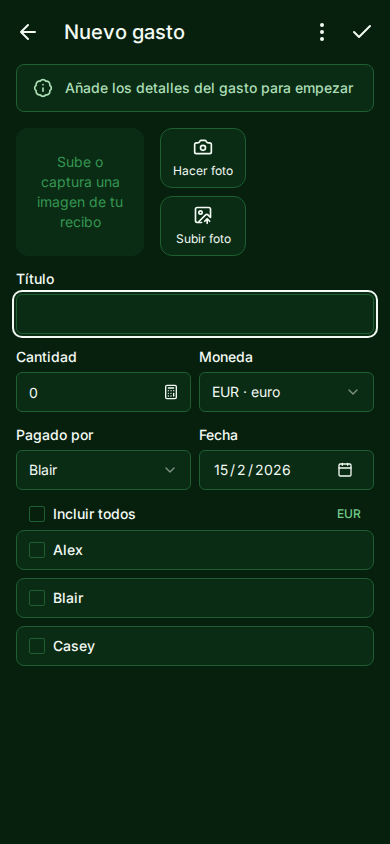 Nuevo gasto
Añade los detalles del gasto para empezar
Sube o
captura una
imagen de tu
recibo
Hacer foto
Subir foto
Título
Cantidad
Moneda
0
EUR · euro
Pagado por
Fecha
Blair
15/2/2026
Incluir todos
EUR
Alex
Blair
Casey